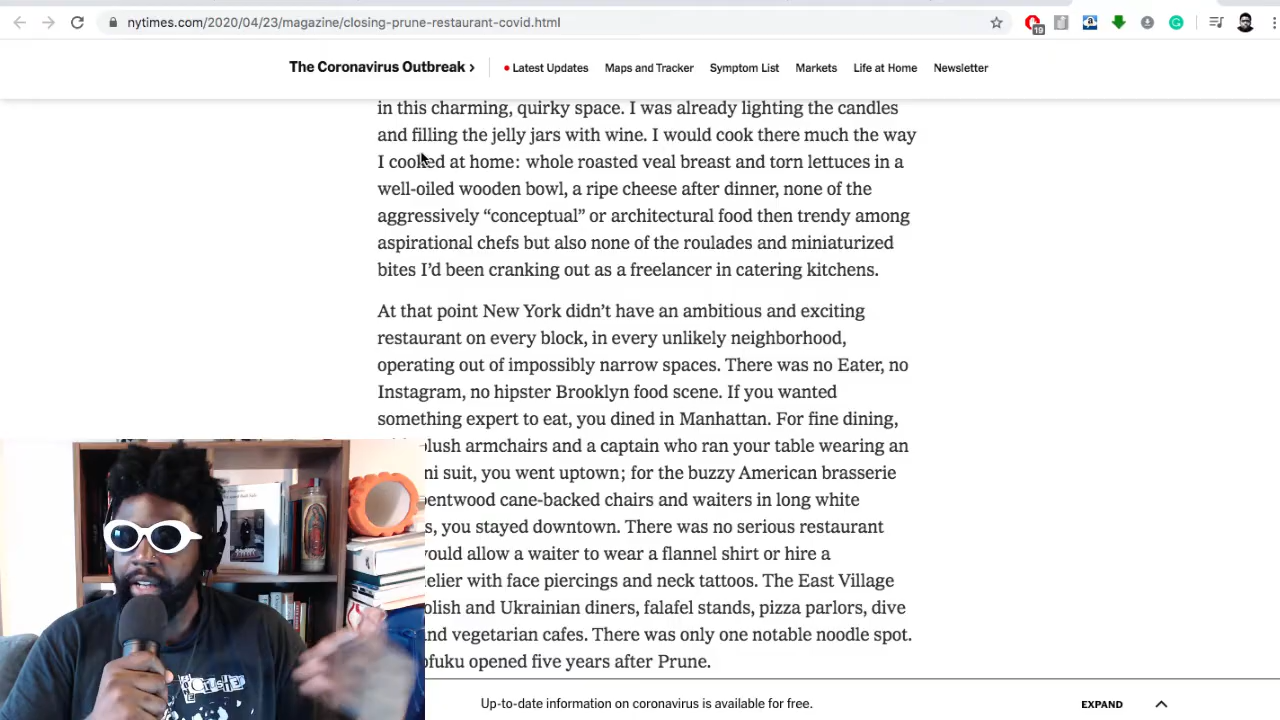 nytimes.com/2020/04/23/magazine/closing-prune-restaurant-covid.html
19
The Coronavirus Outbreak ›
Latest Updates
Maps and Tracker
Symptom List
Markets
Life at Home
Newsletter
in this charming, quirky space. I was already lighting the candles
and filling the jelly jars with wine. I would cook there much the way
I cooked at home: whole roasted veal breast and torn lettuces in a
well-oiled wooden bowl, a ripe cheese after dinner, none of the
aggressively “conceptual” or architectural food then trendy among
aspirational chefs but also none of the roulades and miniaturized
bites I’d been cranking out as a freelancer in catering kitchens.
At that point New York didn’t have an ambitious and exciting
restaurant on every block, in every unlikely neighborhood,
operating out of impossibly narrow spaces. There was no Eater, no
Instagram, no hipster Brooklyn food scene. If you wanted
something expert to eat, you dined in Manhattan. For fine dining,
plush armchairs and a captain who ran your table wearing an
ni suit, you went uptown; for the buzzy American brasserie
bentwood cane-backed chairs and waiters in long white
s, you stayed downtown. There was no serious restaurant
would allow a waiter to wear a flannel shirt or hire a
elier with face piercings and neck tattoos. The East Village
olish and Ukrainian diners, falafel stands, pizza parlors, dive
nd vegetarian cafes. There was only one notable noodle spot.
ofuku opened five years after Prune.
Up-to-date information on coronavirus is available for free.
EXPAND